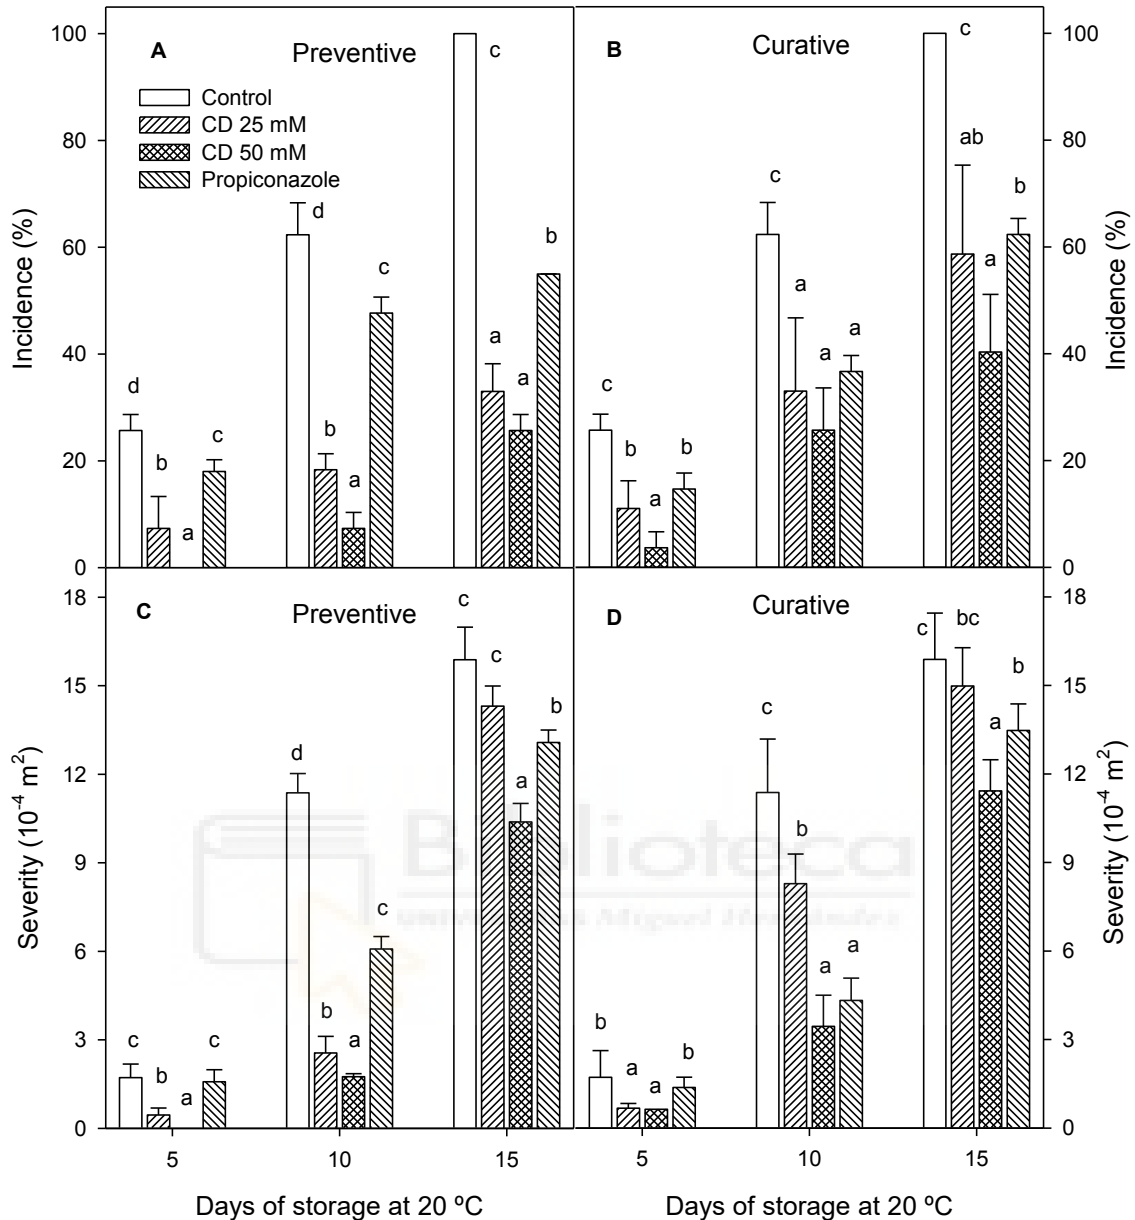 A
Preventive
Control
CD 25 mM
CD 50 mM
Propiconazole
Incidence (%)
100
80
60
40
20
0
d
b
a
c
d
b
a
c
c
a
a
b
B
Curative
c
b
a
b
c
a
a
a
c
ab
a
b
100
80
60
40
20
0
Incidence (%)
C
Preventive
Severity (10⁻⁴ m²)
18
15
12
9
6
3
0
c
b
a
c
d
b
a
c
c
c
a
b
5
10
15
Days of storage at 20 ºC
D
Curative
b
a
a
b
c
b
a
a
c
bc
a
b
18
15
12
9
6
3
0
Severity (10⁻⁴ m²)
5
10
15
Days of storage at 20 ºC
Biblioteca